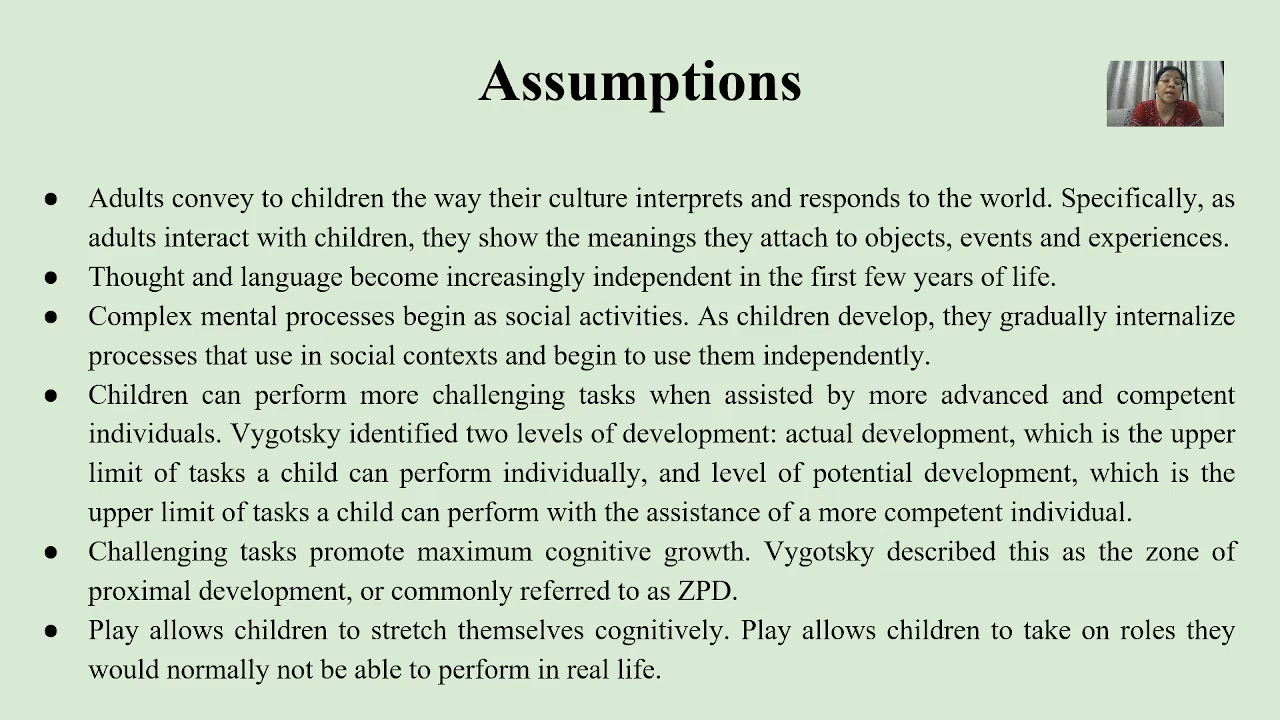 Assumptions
● Adults convey to children the way their culture interprets and responds to the world. Specifically, as
adults interact with children, they show the meanings they attach to objects, events and experiences.
● Thought and language become increasingly independent in the first few years of life.
● Complex mental processes begin as social activities. As children develop, they gradually internalize
processes that use in social contexts and begin to use them independently.
● Children can perform more challenging tasks when assisted by more advanced and competent
individuals. Vygotsky identified two levels of development: actual development, which is the upper
limit of tasks a child can perform individually, and level of potential development, which is the
upper limit of tasks a child can perform with the assistance of a more competent individual.
● Challenging tasks promote maximum cognitive growth. Vygotsky described this as the zone of
proximal development, or commonly referred to as ZPD.
● Play allows children to stretch themselves cognitively. Play allows children to take on roles they
would normally not be able to perform in real life.